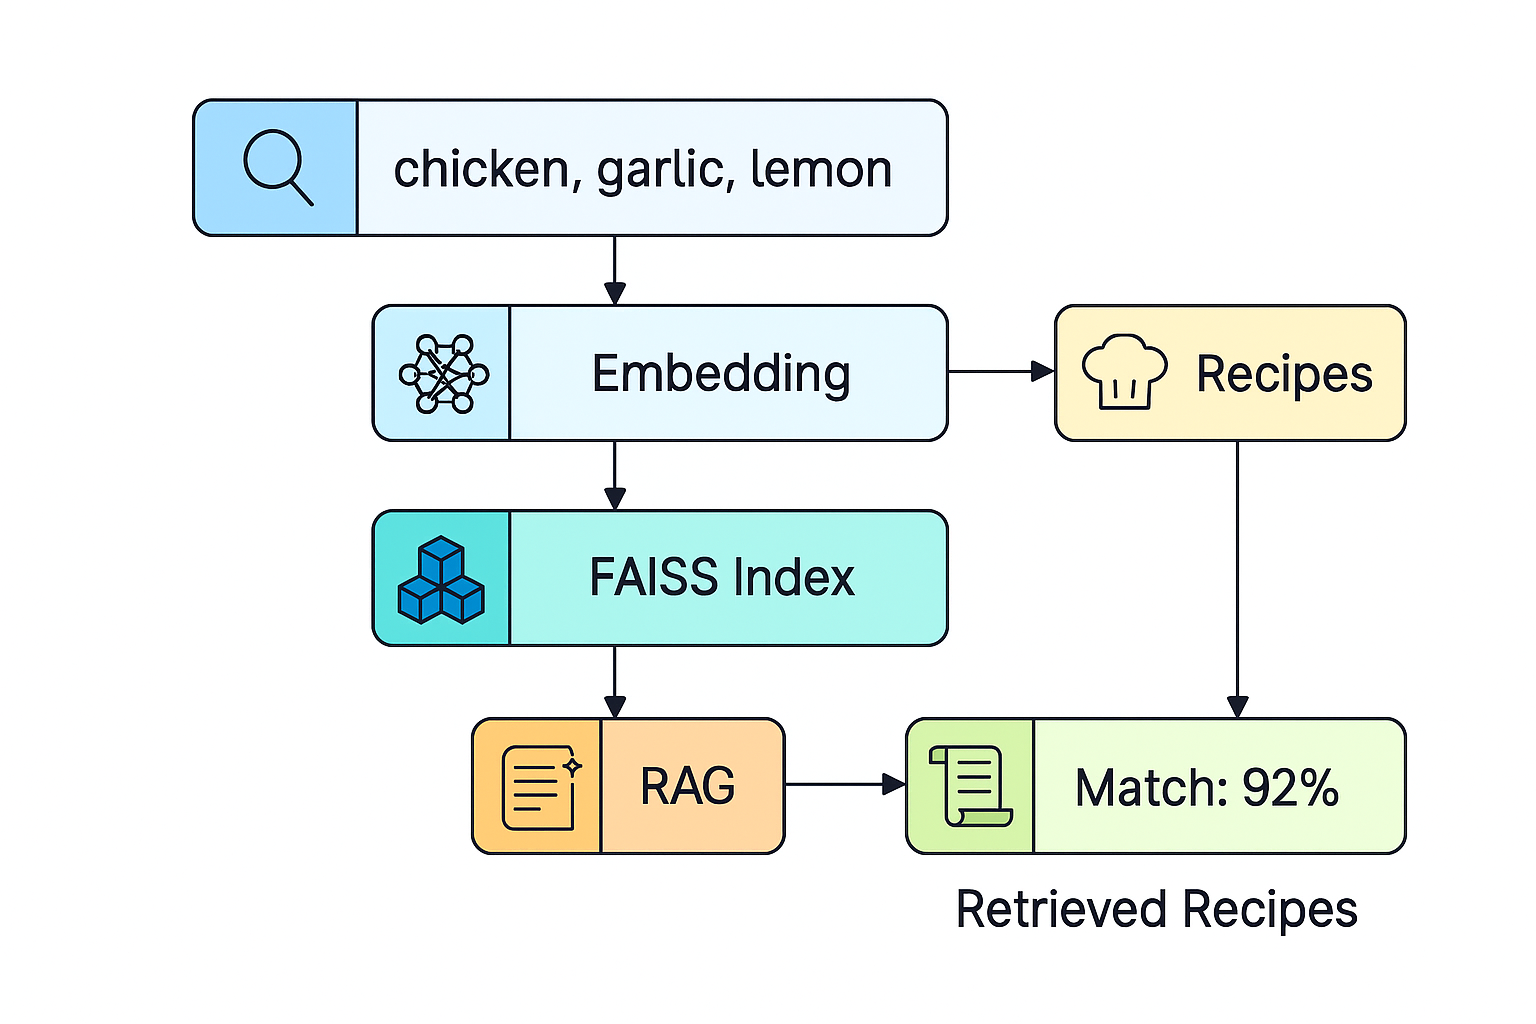 chicken, garlic, lemon
Embedding
Recipes
FAISS Index
RAG
Match: 92%
Retrieved Recipes